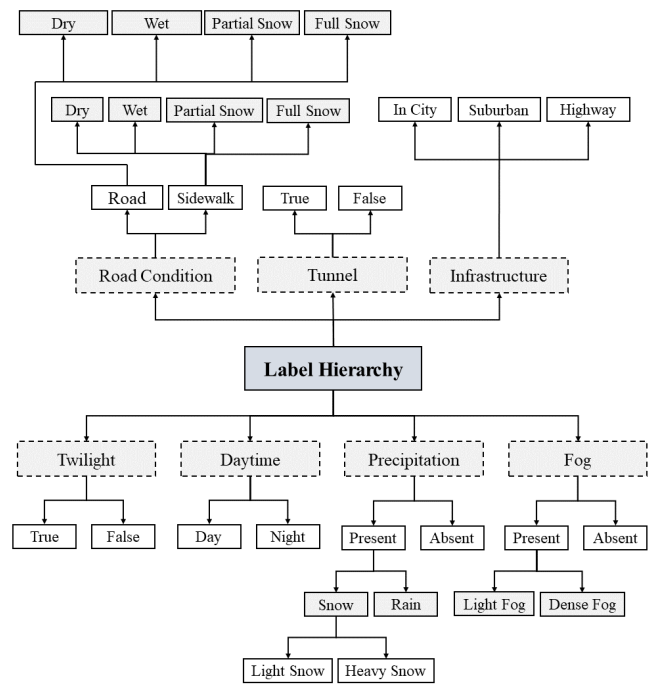 Dry Wet Partial Snow Full Snow
Dry Wet Partial Snow Full Snow In City Suburban Highway
Road Sidewalk True False
Road Condition Tunnel Infrastructure
Label Hierarchy
Twilight Daytime Precipitation Fog
True False Day Night Present Absent Present Absent
Snow Rain Light Fog Dense Fog
Light Snow Heavy Snow